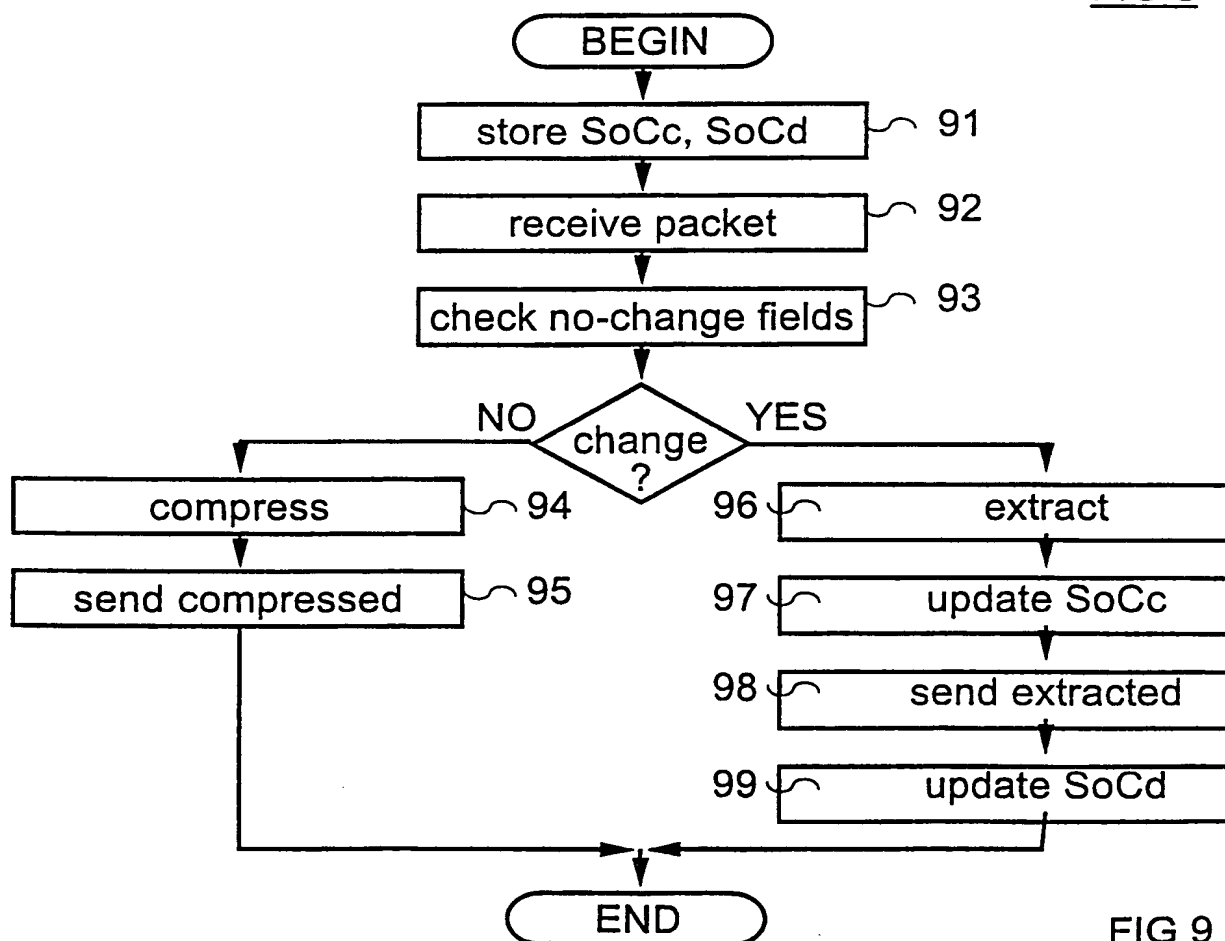 BEGIN
store SoCc, SoCd 91
receive packet 92
check no-change fields 93
NO YES
change
?
compress 94
96 extract
send compressed 95
97 update SoCc
98 send extracted
99 update SoCd
END
FIG 9